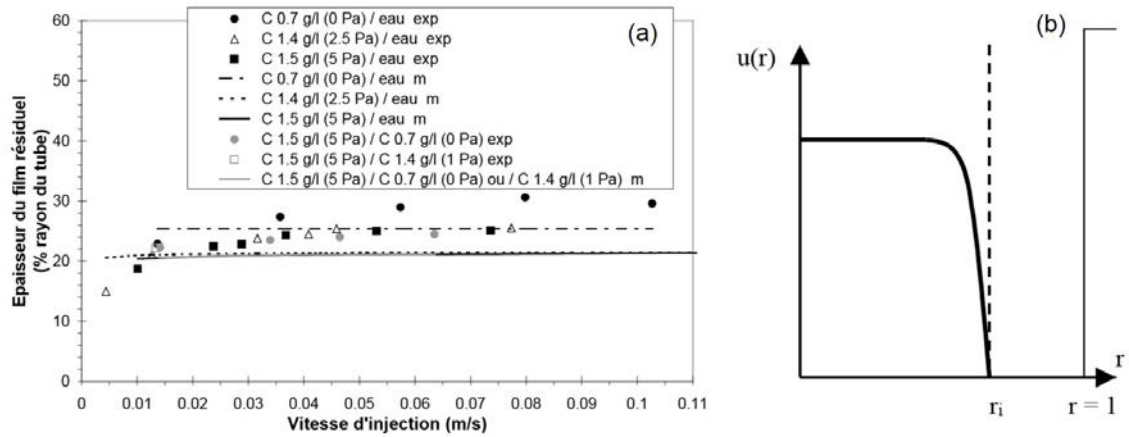 60
50
40
30
20
10
0
Epaisseur du film résiduel
(% rayon du tube)
(a)
C 0.7 g/l (0 Pa) / eau exp
C 1.4 g/l (2.5 Pa) / eau exp
C 1.5 g/l (5 Pa) / eau exp
C 0.7 g/l (0 Pa) / eau m
C 1.4 g/l (2.5 Pa) / eau m
C 1.5 g/l (5 Pa) / eau m
C 1.5 g/l (5 Pa) / C 0.7 g/l (0 Pa) exp
C 1.5 g/l (5 Pa) / C 1.4 g/l (1 Pa) exp
C 1.5 g/l (5 Pa) / C 0.7 g/l (0 Pa) ou / C 1.4 g/l (1 Pa) m
0 0.01 0.02 0.03 0.04 0.05 0.06 0.07 0.08 0.09 0.1 0.11
Vitesse d'injection (m/s)
(b)
u(r)
r
ri
r = 1